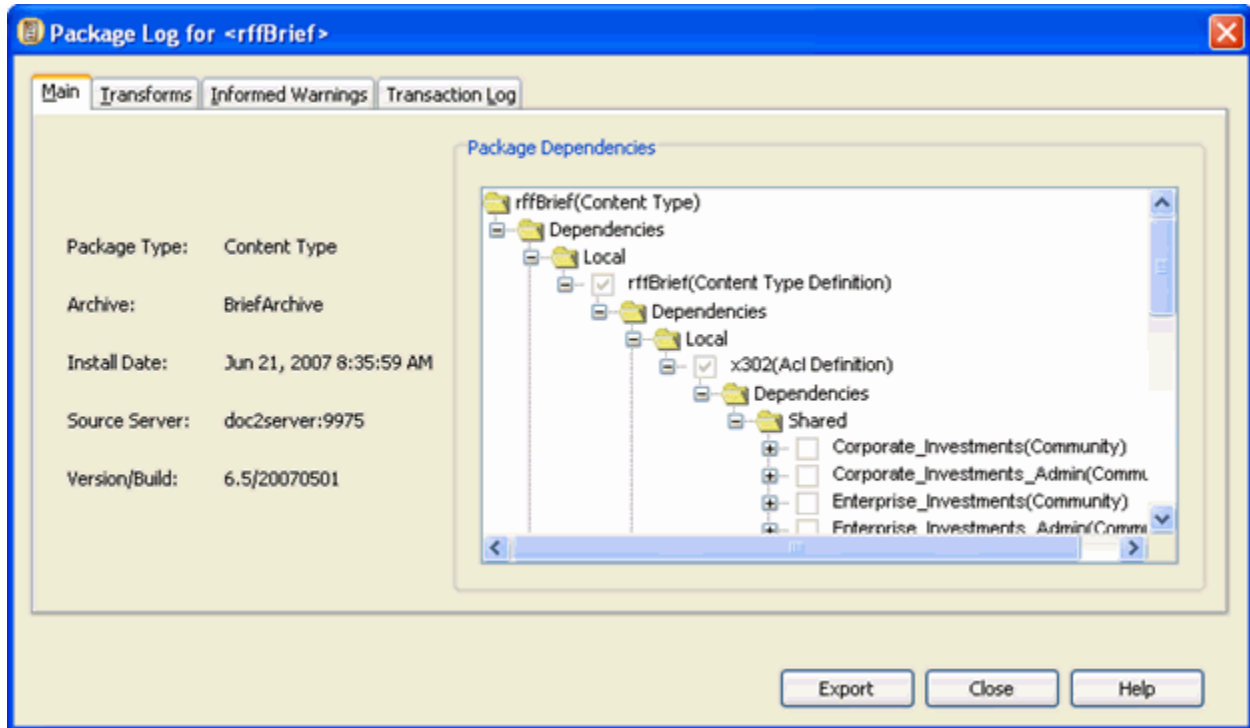 Package Log for <rffBrief>
Main Transforms Informed Warnings Transaction Log
Package Type: Content Type
Archive: BriefArchive
Install Date: Jun 21, 2007 8:35:59 AM
Source Server: doc2server:9975
Version/Build: 6.5/20070501
Package Dependencies
rffBrief(Content Type)
Dependencies
Local
rffBrief(Content Type Definition)
Dependencies
Local
x302(Acl Definition)
Dependencies
Shared
Corporate_Investments(Community)
Corporate_Investments_Admin(Commu
Enterprise_Investments(Community)
Enterprise_Investments_Admin(Commu
Export Close Help